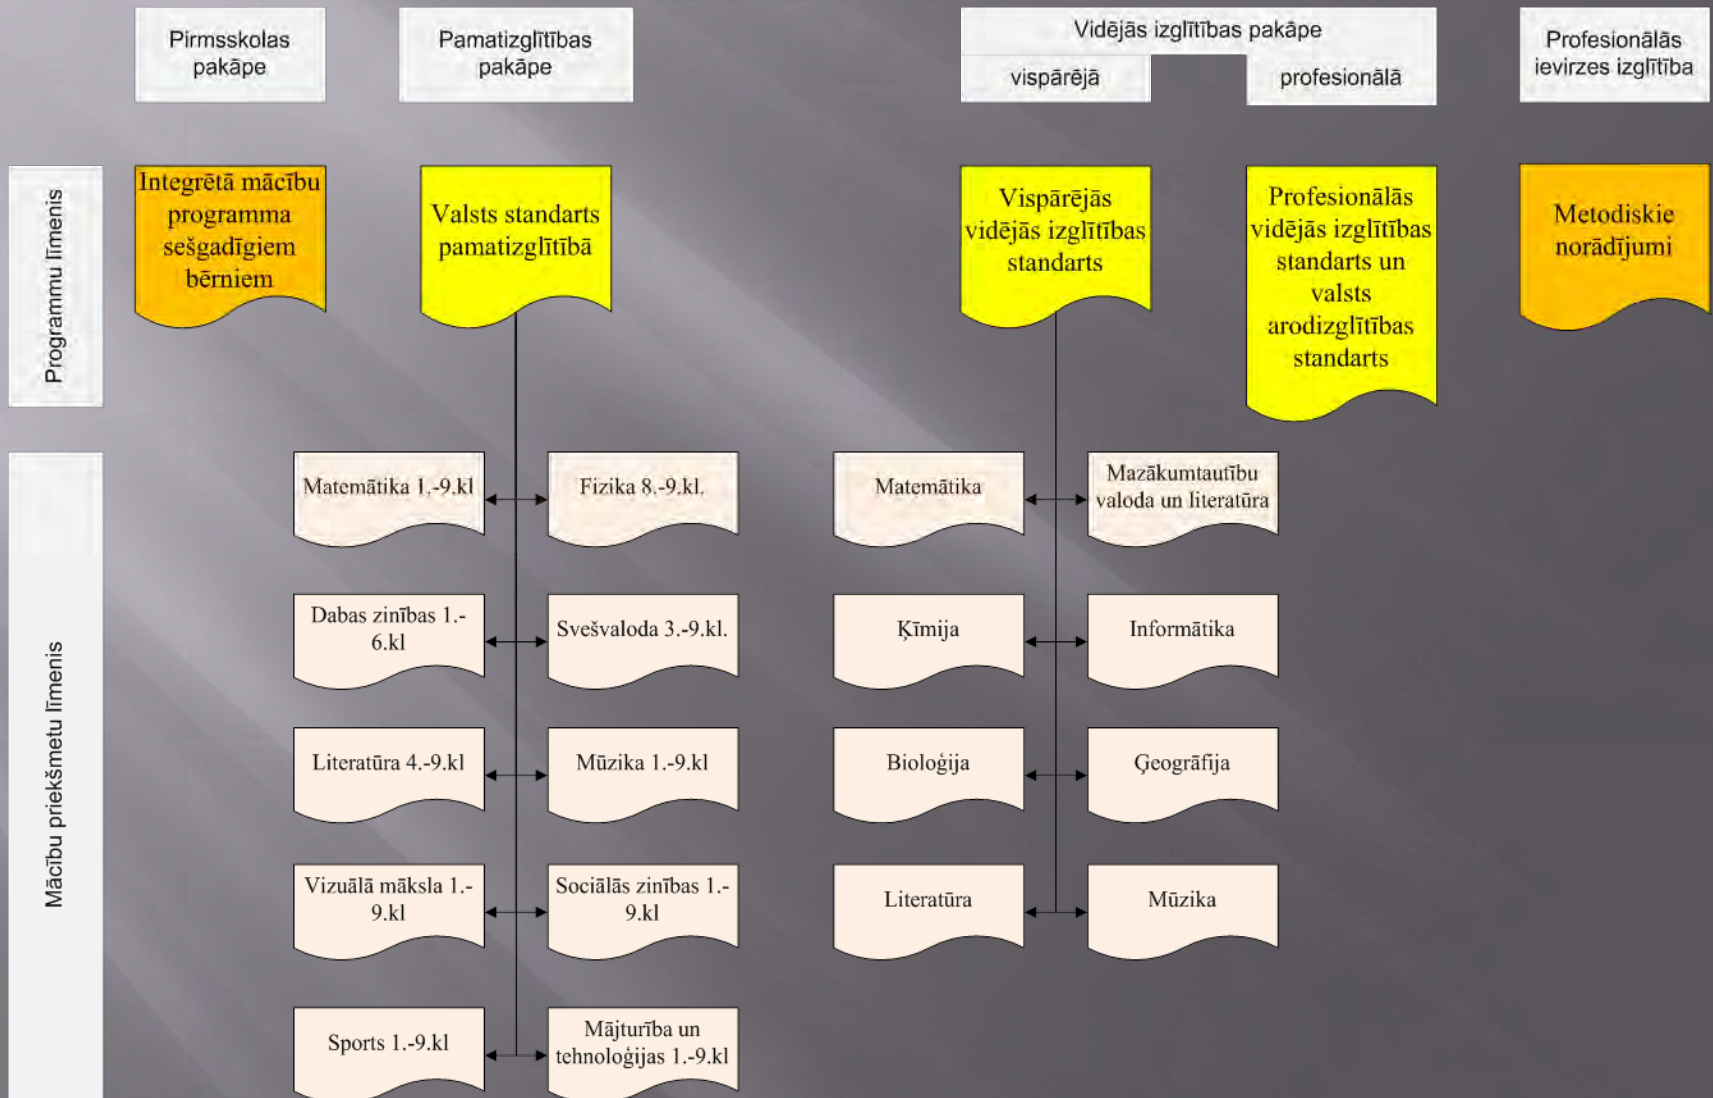 Pirmsskolas
pakāpe
Pamatizglītības
pakāpe
Vidējās izglītības pakāpe
vispārējā
profesionālā
Profesionālās
ievirzes izglītība
Programmu līmenis
Integrētā mācību
programma
sešgadīgiem
bērniem
Valsts standarts
pamatizglītībā
Vispārējās
vidējās izglītības
standarts
Profesionālās
vidējās izglītības
standarts un
valsts
arodizglītības
standarts
Metodiskie
norādījumi
Mācību priekšmetu līmenis
Matemātika 1.-9.kl
Fizika 8.-9.kl.
Matemātika
Mazākumtautību
valoda un literatūra
Dabas zinības 1.-
6.kl
Svešvaloda 3.-9.kl.
Ķīmija
Informātika
Literatūra 4.-9.kl
Mūzika 1.-9.kl
Bioloģija
Ģeogrāfija
Vizuālā māksla 1.-
9.kl
Sociālās zinības 1.-
9.kl
Literatūra
Mūzika
Sports 1.-9.kl
Mājturība un
tehnoloģijas 1.-9.kl